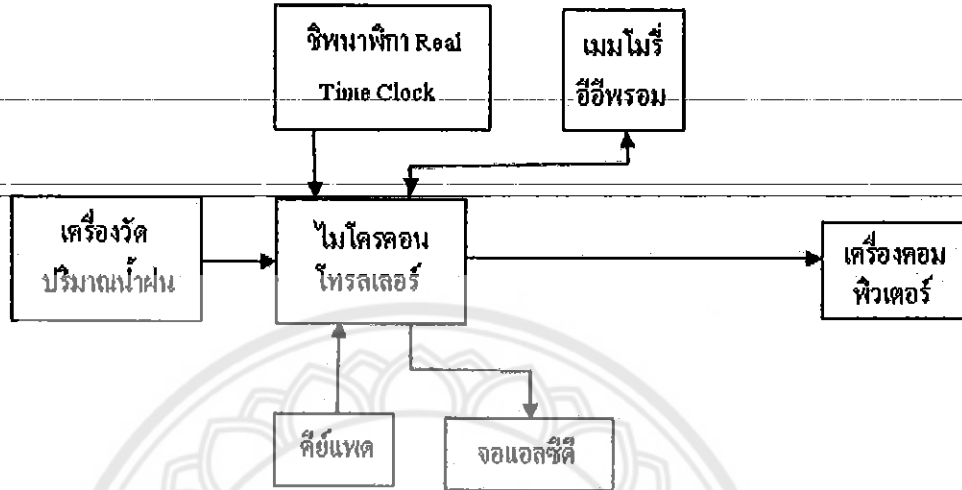 ชิพนาฬิกา Real
Time Clock
เมมโมรี่
อีอีพรอม
เครื่องวัด
ปริมาณน้ำฝน
ไมโครคอน
โทรลเลอร์
เครื่องคอม
พิวเตอร์
คีย์แพด
จอแอลซีดี